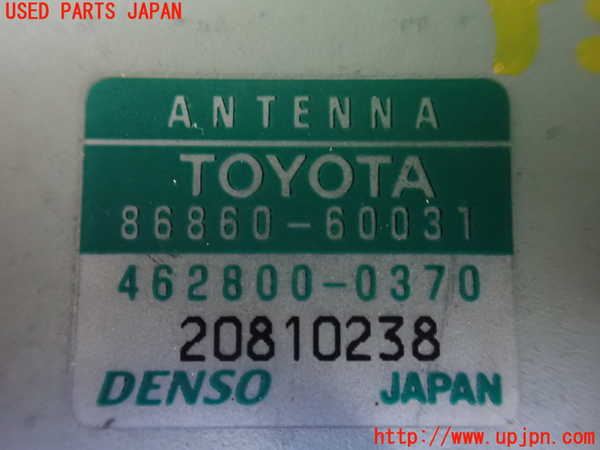 USED PARTS JAPAN
ANTENNA
TOYOTA
86860-60031
462800-0370
20810238
DENSO JAPAN
http://www.upjpn.com